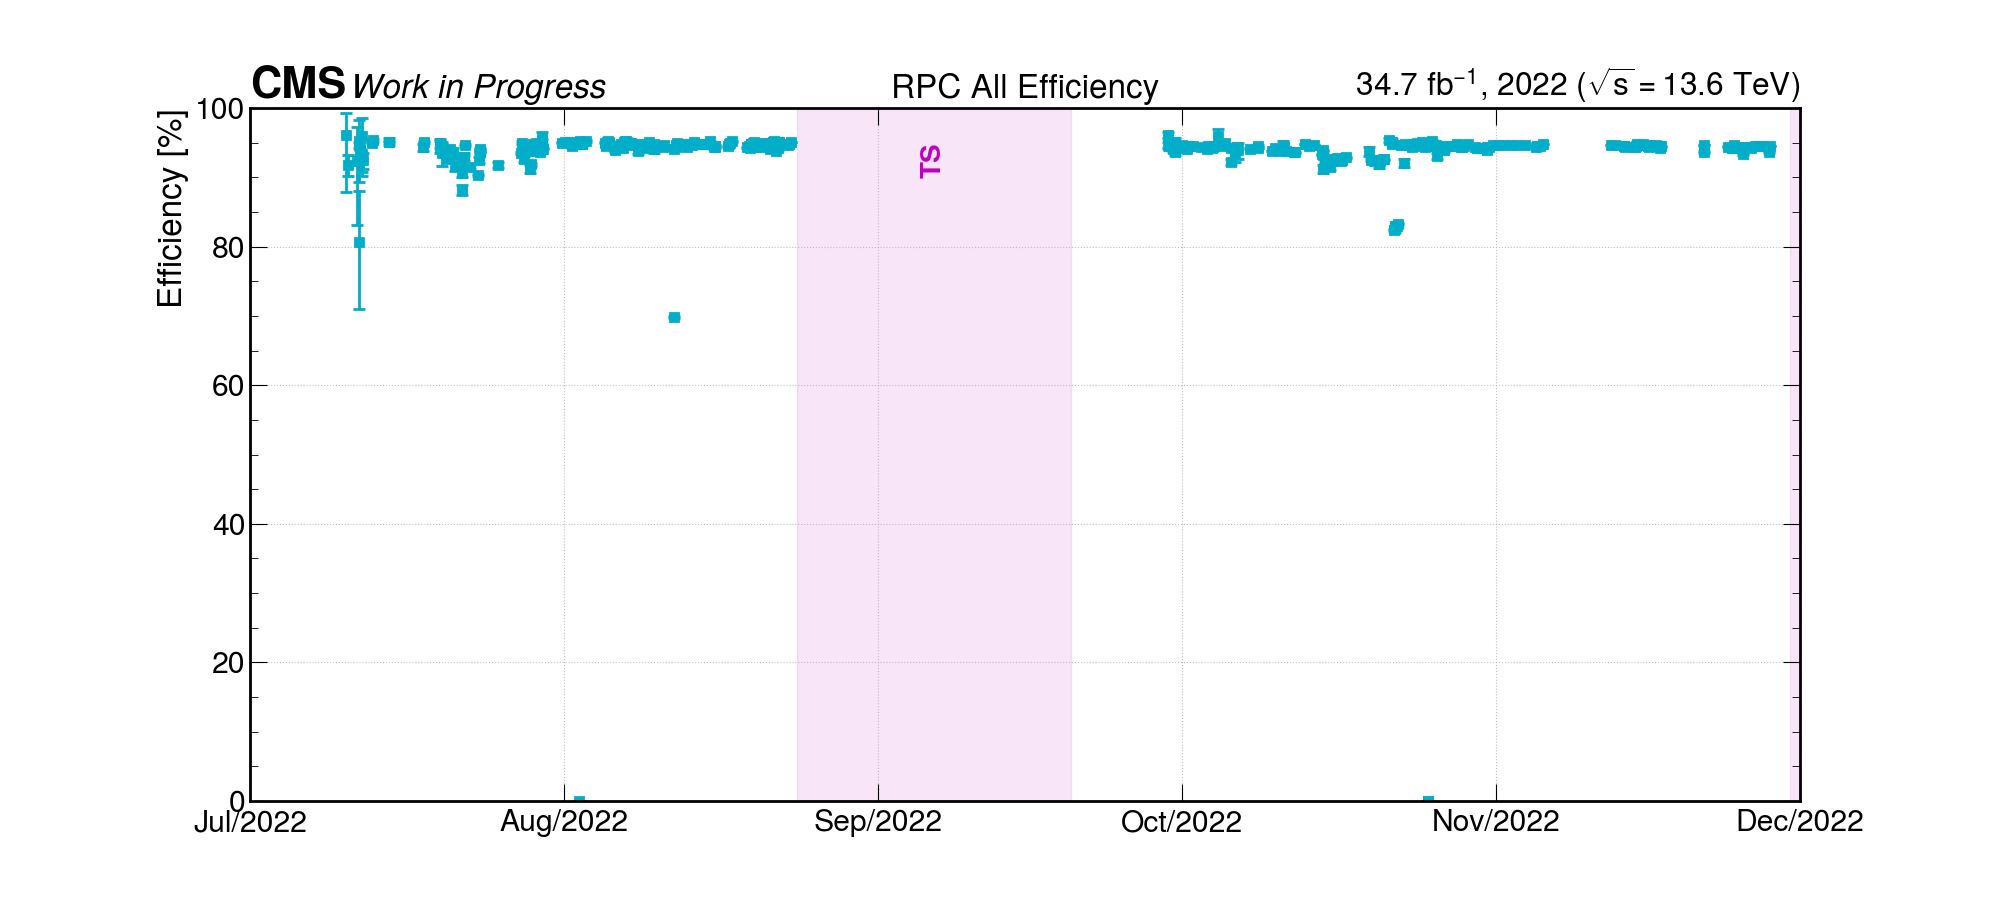 CMS Work in Progress RPC All Efficiency 34.7 fb⁻¹, 2022 (√s = 13.6 TeV)
Efficiency [%]
100
80
60
40
20
0
TS
Jul/2022 Aug/2022 Sep/2022 Oct/2022 Nov/2022 Dec/2022